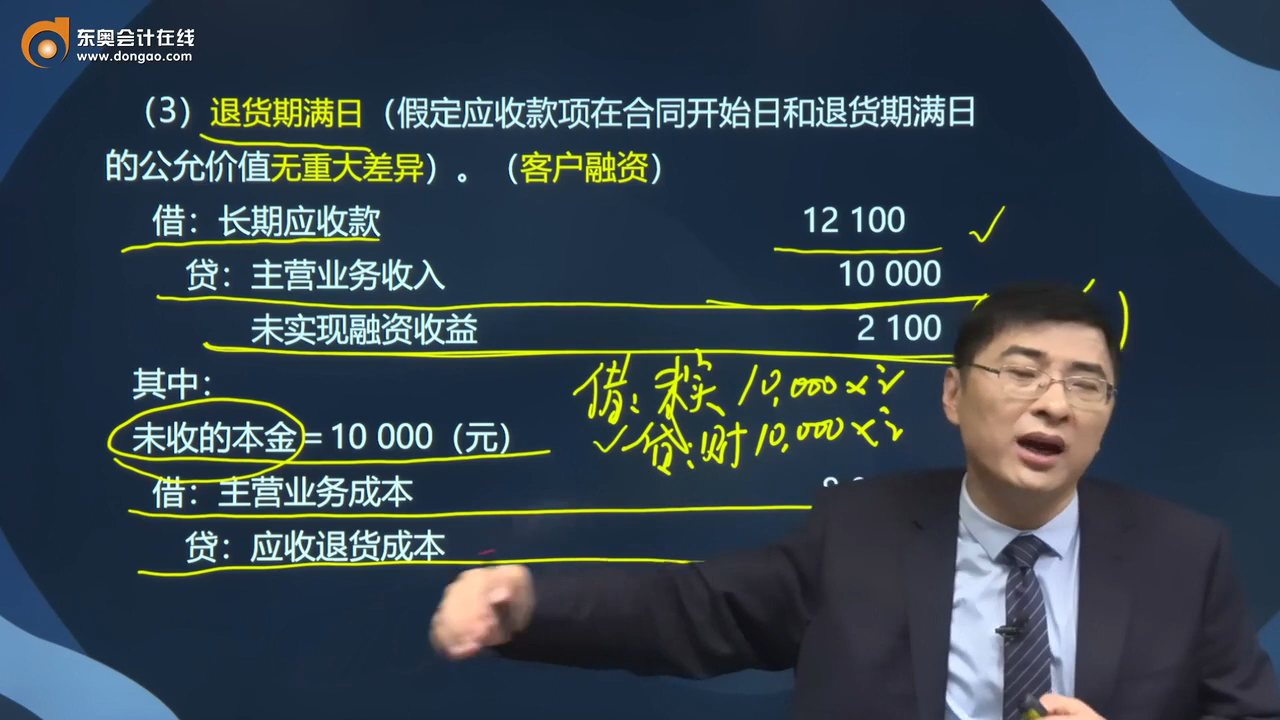 东奥会计在线
www.dongao.com
（3）退货期满日（假定应收款项在合同开始日和退货期满日
的公允价值无重大差异）。（客户融资）
借：长期应收款 12 100
贷：主营业务收入 10 000
未实现融资收益 2 100
其中：
未收的本金＝10 000（元）
借：未实 10,000×i
贷：财 10,000×i
借：主营业务成本
贷：应收退货成本